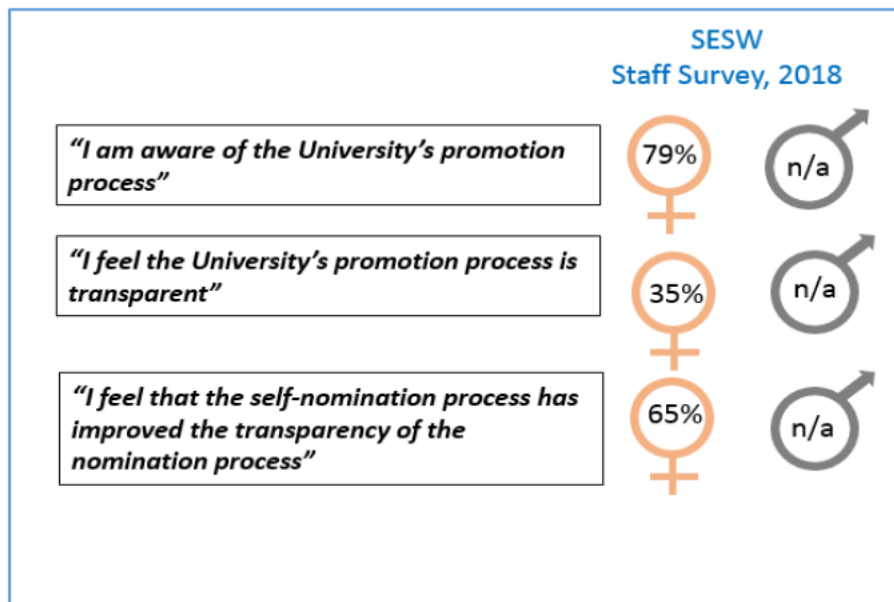 SESW
Staff Survey, 2018
“I am aware of the University’s promotion
process”
79%
n/a
“I feel the University’s promotion process is
transparent”
35%
n/a
“I feel that the self-nomination process has
improved the transparency of the
nomination process”
65%
n/a